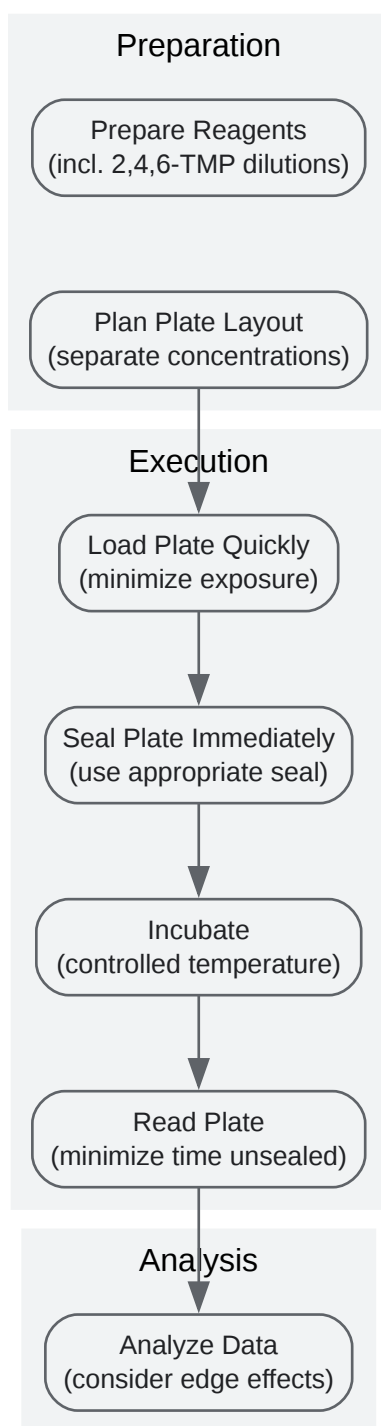 Preparation
Prepare Reagents
(incl. 2,4,6-TMP dilutions)
Plan Plate Layout
(separate concentrations)
Execution
Load Plate Quickly
(minimize exposure)
Seal Plate Immediately
(use appropriate seal)
Incubate
(controlled temperature)
Read Plate
(minimize time unsealed)
Analysis
Analyze Data
(consider edge effects)